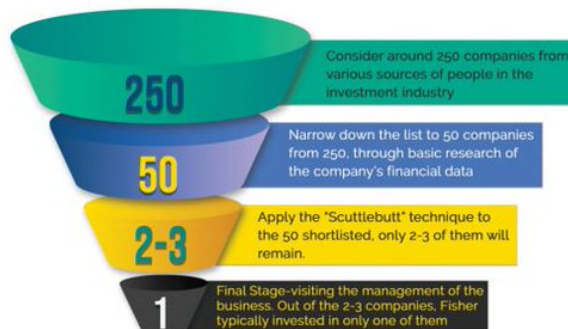 250
Consider around 250 companies from
various sources of people in the
investment industry
50
Narrow down the list to 50 companies
from 250, through basic research of
the company's financial data
2-3
Apply the "Scuttlebutt" technique to
the 50 shortlisted, only 2-3 of them will
remain.
1
Final Stage-visiting the management of the
business. Out of the 2-3 companies, Fisher
typically invested in only one of them